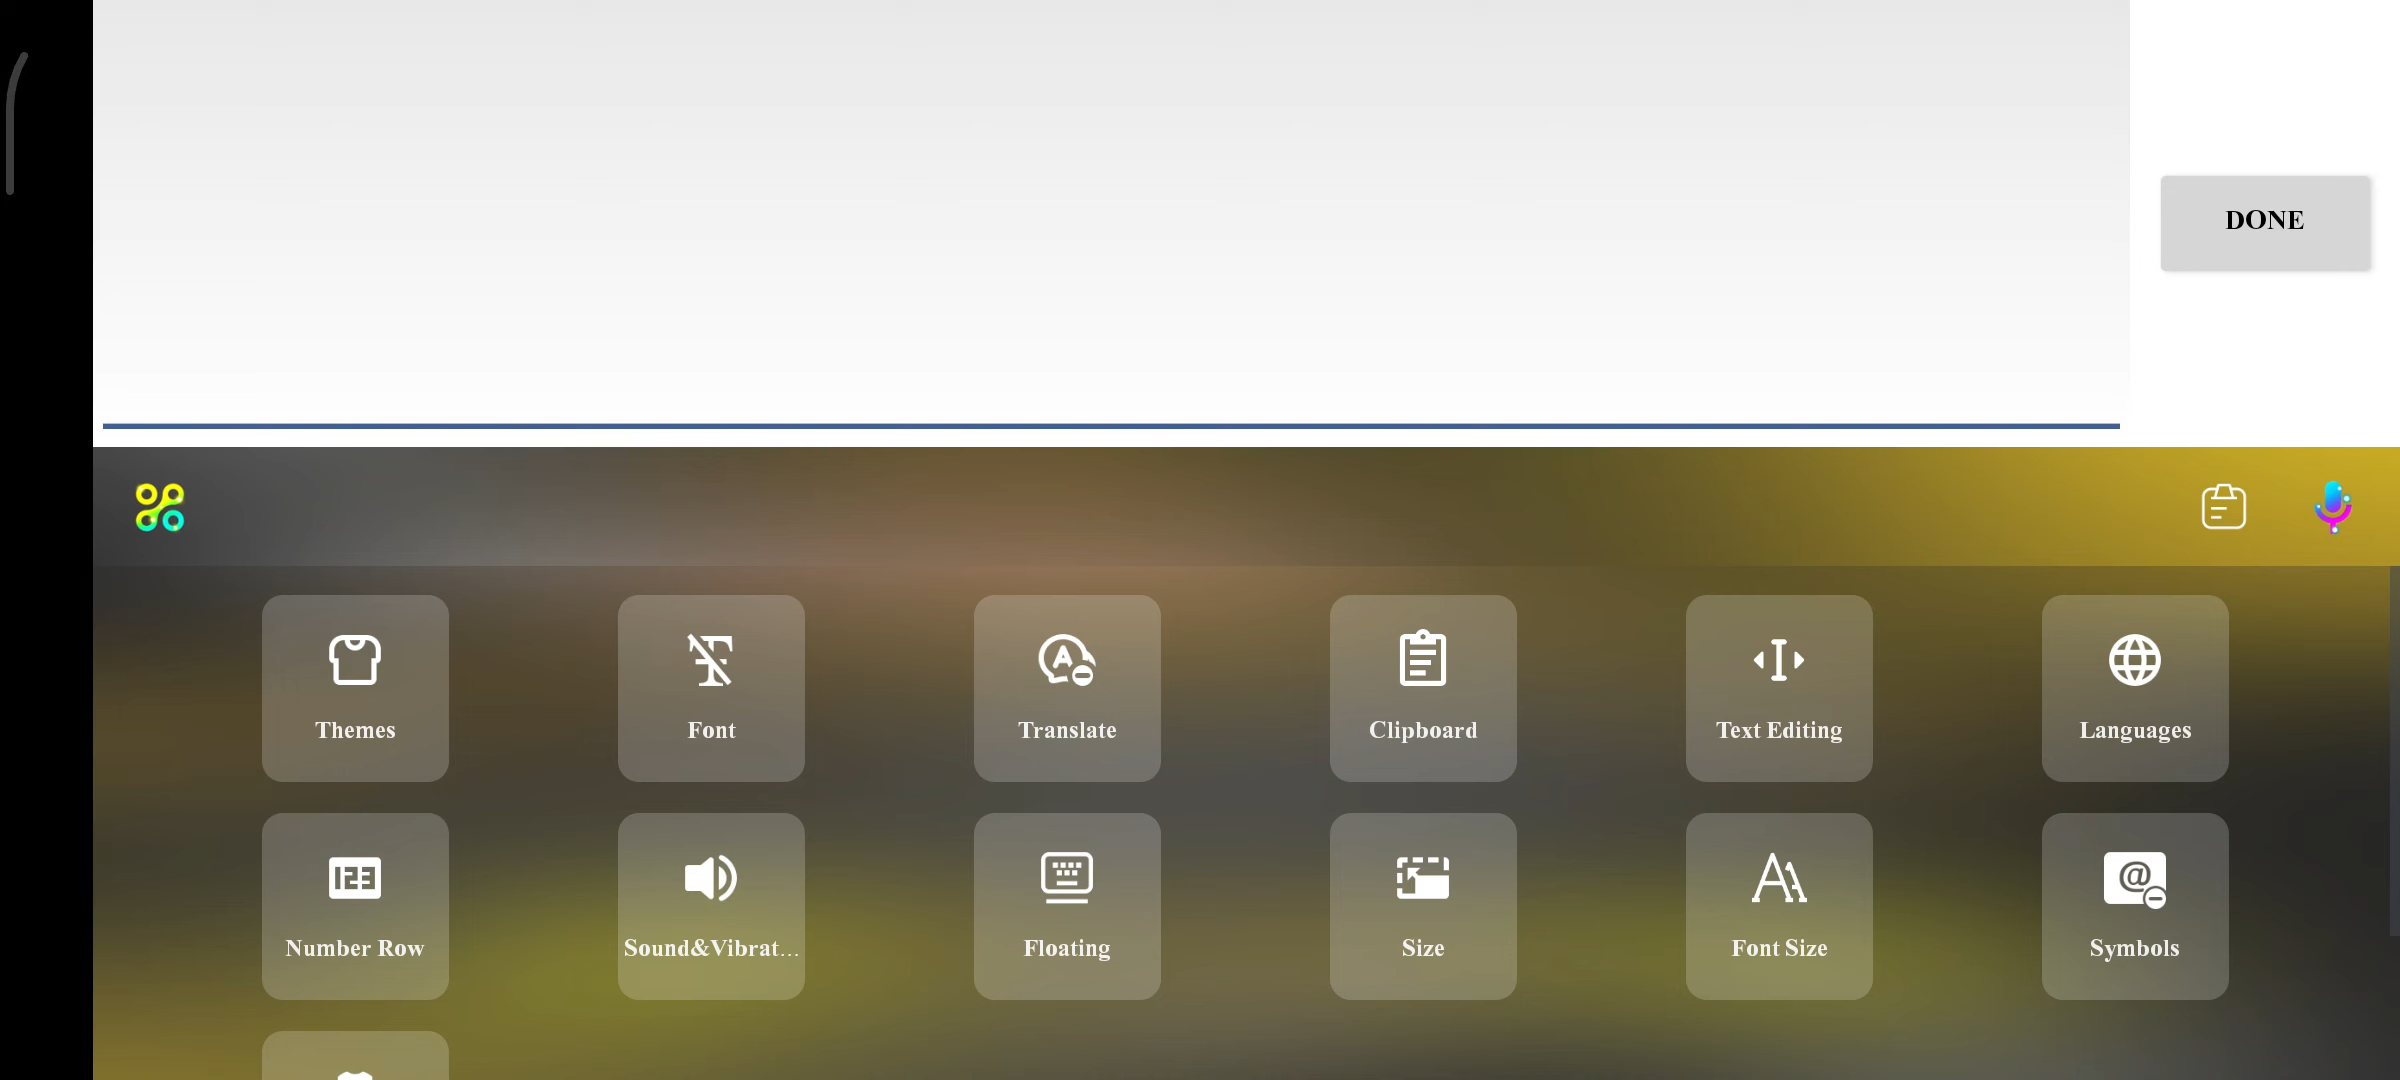 DONE
Themes
Font
Translate
Clipboard
Text Editing
Languages
Number Row
Sound&Vibrat...
Floating
Size
Font Size
Symbols